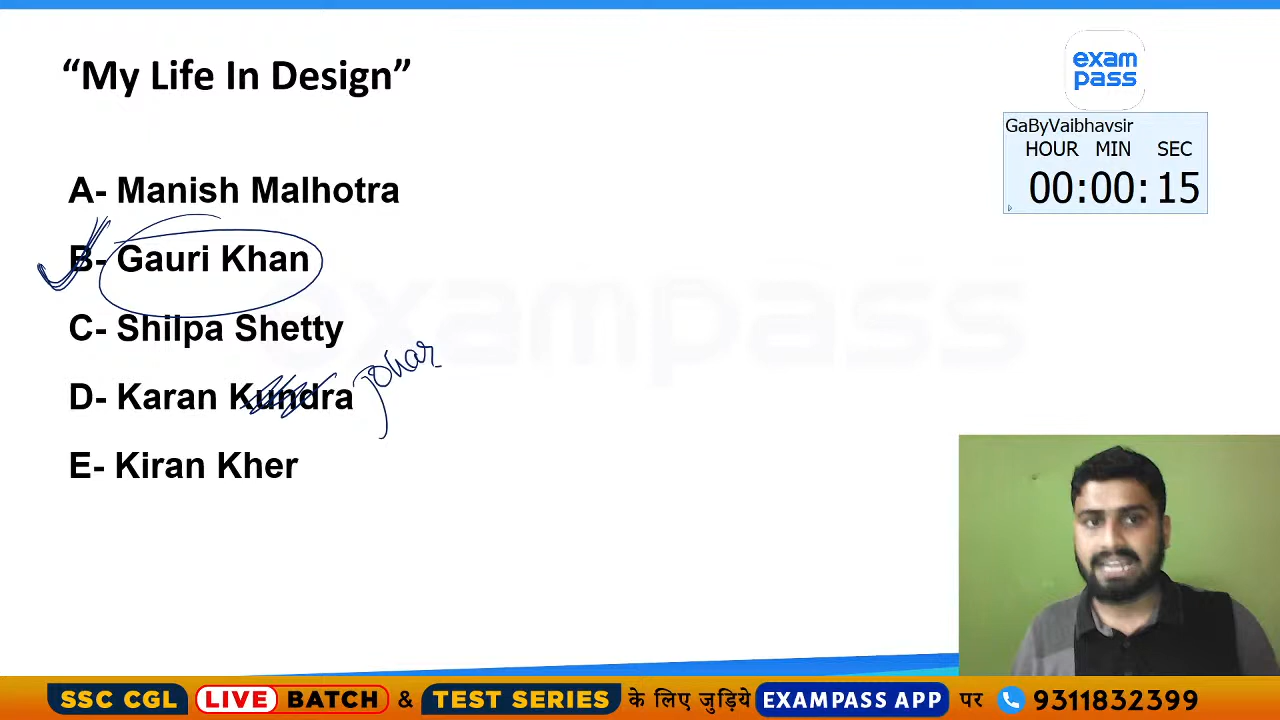 “My Life In Design”
exam
pass
GaByVaibhavsir
HOUR MIN SEC
00:00:15
A- Manish Malhotra
B- Gauri Khan
C- Shilpa Shetty
D- Karan Kundra johar
E- Kiran Kher
exampass
SSC CGL LIVE BATCH & TEST SERIES के लिए जुड़िये EXAMPASS APP पर 9311832399